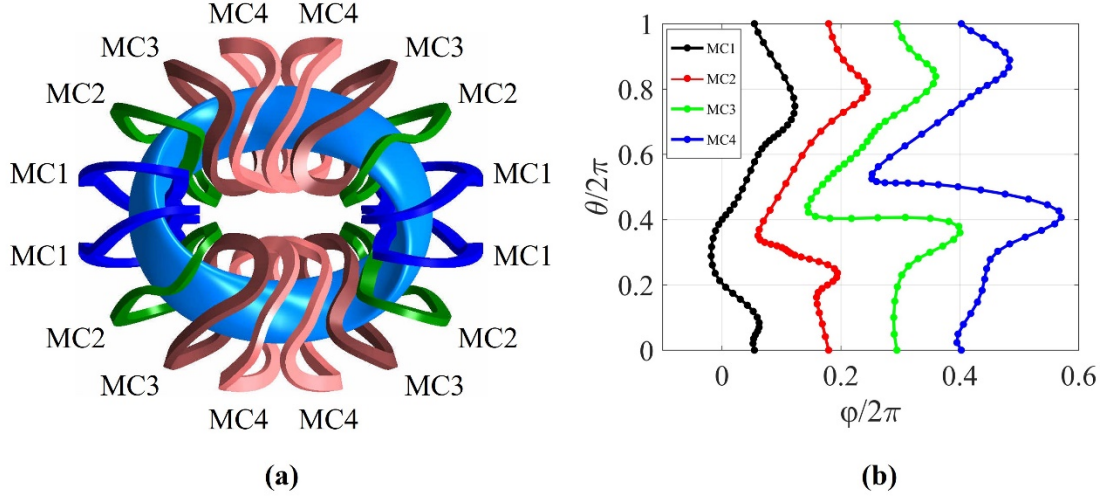 MC4 MC4
MC3 MC3
MC2 MC2
MC1 MC1
MC1 MC1
MC2 MC2
MC3 MC3
MC4 MC4
(a)
1
0.8
0.6
0.4
0.2
0
θ/2π
MC1
MC2
MC3
MC4
0 0.2 0.4 0.6
φ/2π
(b)